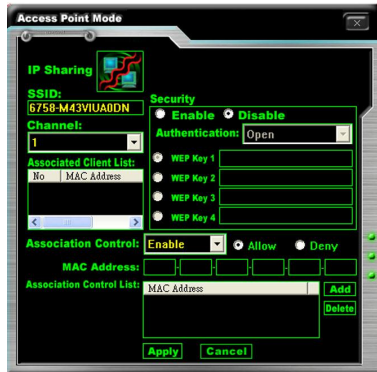 Access Point Mode
IP Sharing
SSID:
6758-M43VIUA0DN
Channel:
1
Associated Client List:
No MAC Address
Security
Enable Disable
Authentication: Open
WEP Key 1
WEP Key 2
WEP Key 3
WEP Key 4
Association Control: Enable Allow Deny
MAC Address:
Association Control List: MAC Address
Add
Delete
Apply Cancel